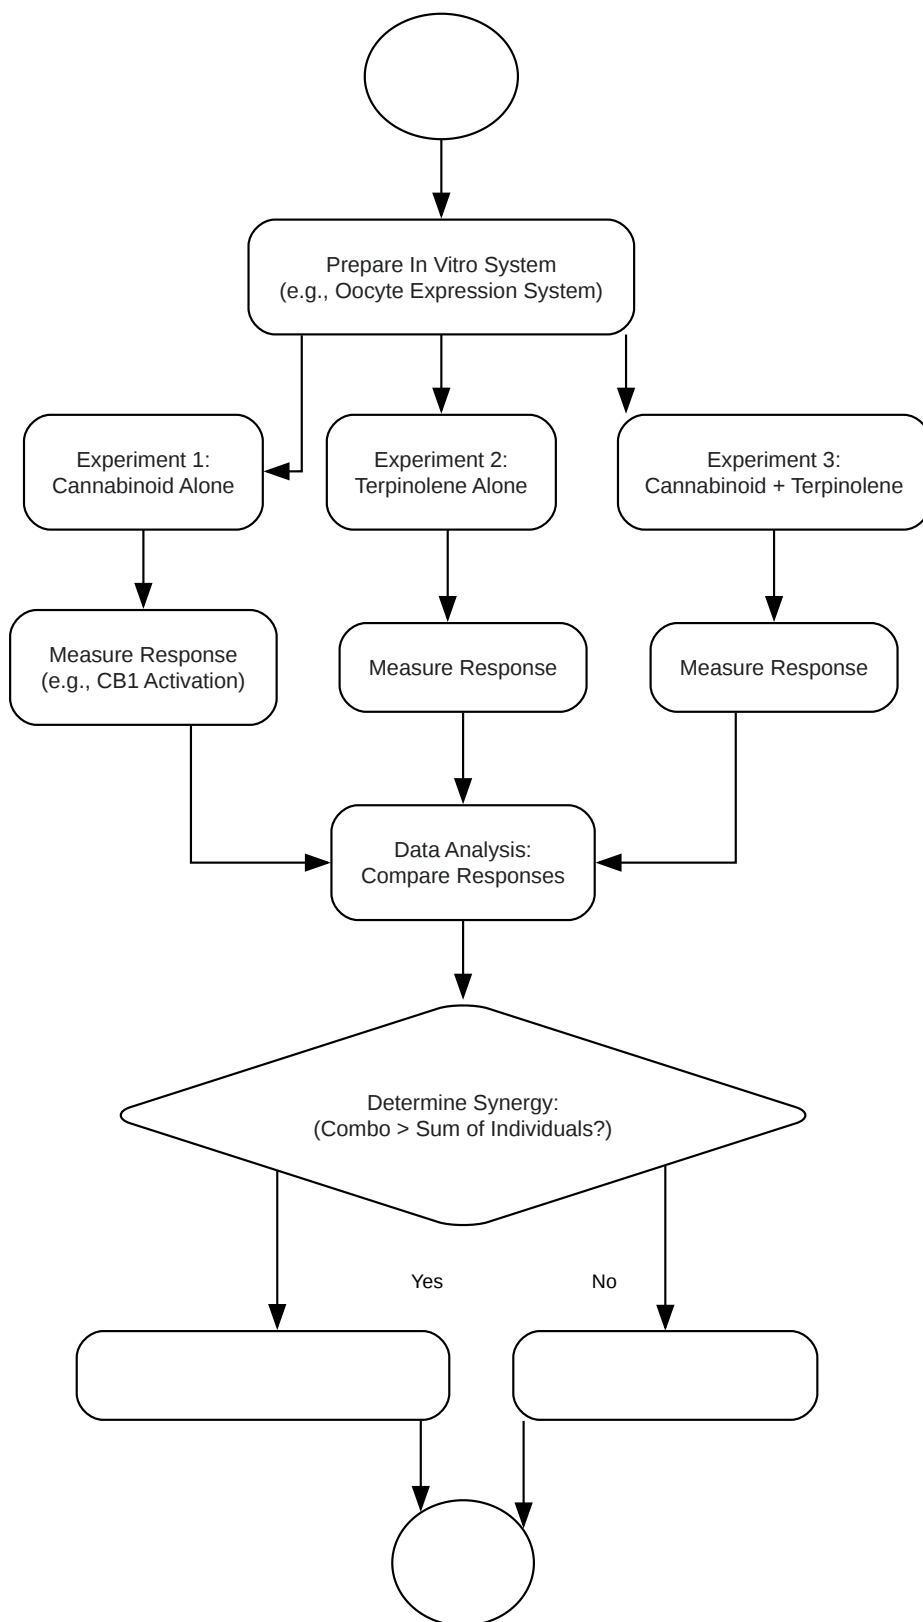 Prepare In Vitro System
(e.g., Oocyte Expression System)
Experiment 1:
Cannabinoid Alone
Experiment 2:
Terpinolene Alone
Experiment 3:
Cannabinoid + Terpinolene
Measure Response
(e.g., CB1 Activation)
Measure Response
Measure Response
Data Analysis:
Compare Responses
Determine Synergy:
(Combo > Sum of Individuals?)
Yes
No